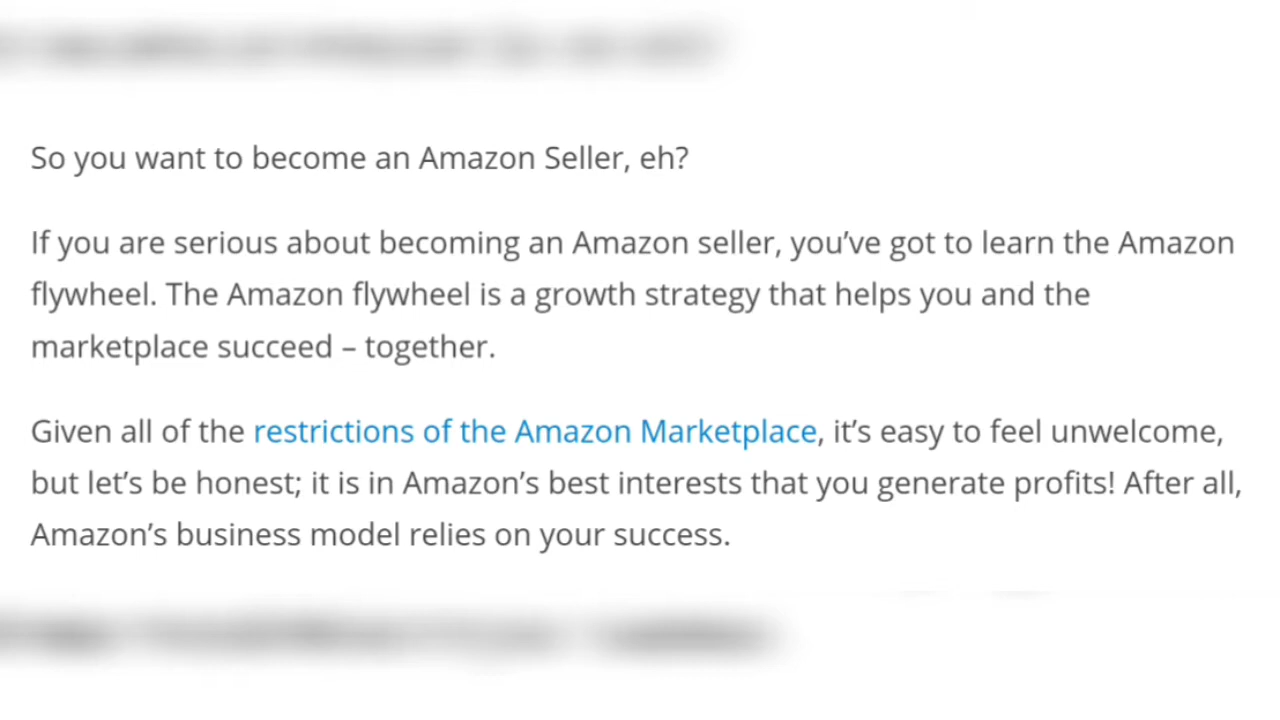 So you want to become an Amazon Seller, eh?
If you are serious about becoming an Amazon seller, you’ve got to learn the Amazon
flywheel. The Amazon flywheel is a growth strategy that helps you and the
marketplace succeed – together.
Given all of the restrictions of the Amazon Marketplace, it’s easy to feel unwelcome,
but let’s be honest; it is in Amazon’s best interests that you generate profits! After all,
Amazon’s business model relies on your success.